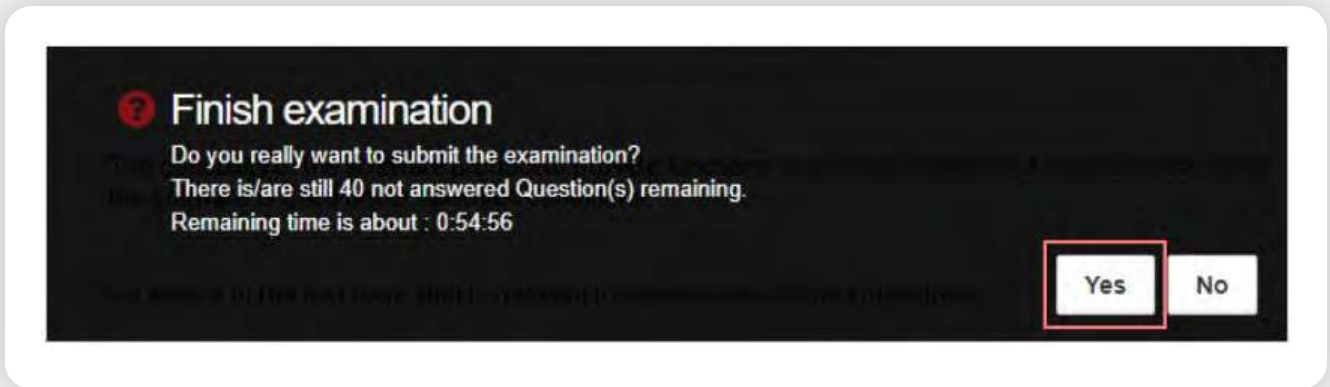 Finish examination
Do you really want to submit the examination?
There is/are still 40 not answered Question(s) remaining.
Remaining time is about : 0:54:56
Yes No